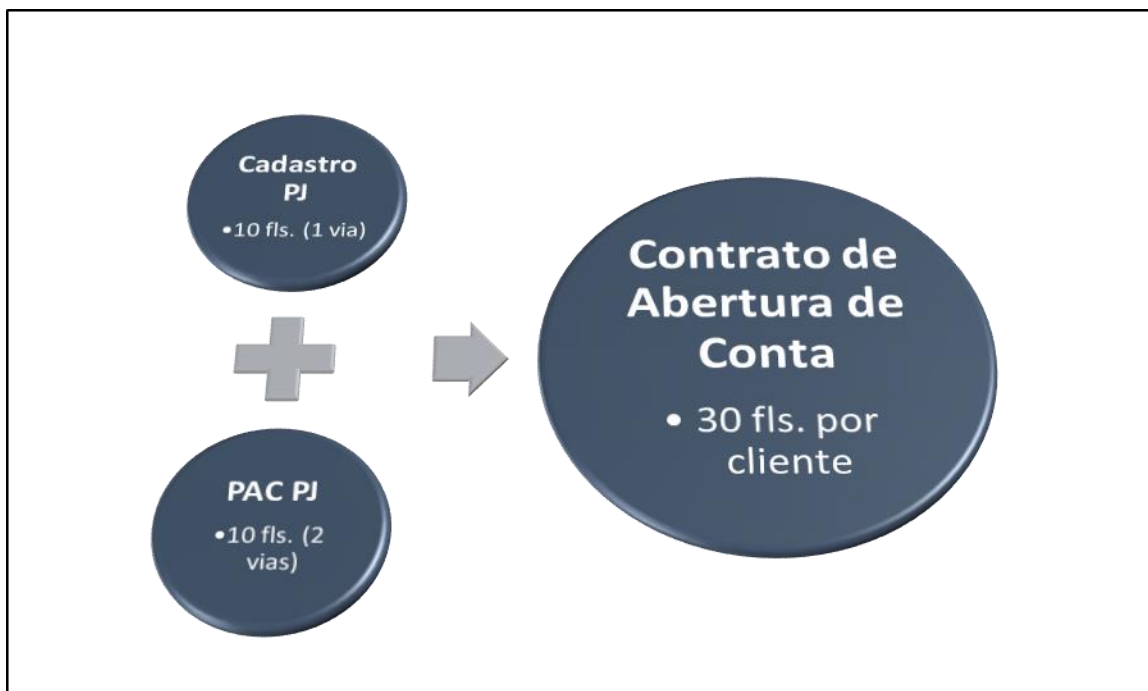 Cadastro
PJ
•10 fls. (1 via)
PAC PJ
•10 fls. (2
vias)
Contrato de
Abertura de
Conta
• 30 fls. por
cliente